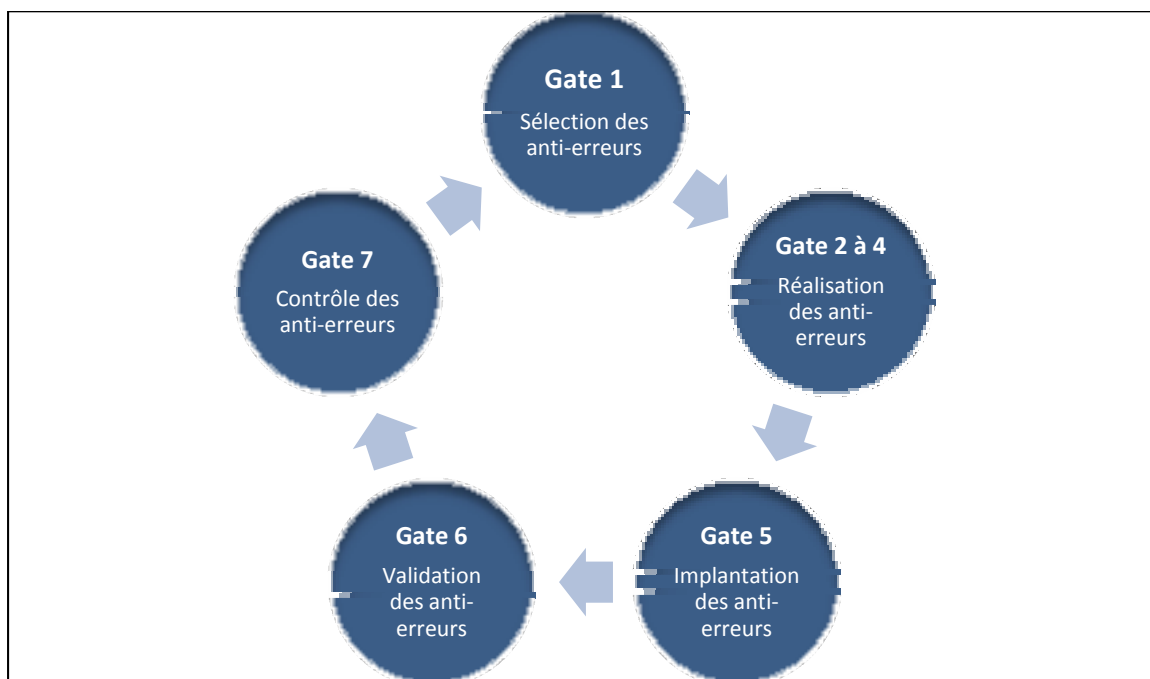 Gate 1
Sélection des
anti-erreurs
Gate 2 à 4
Réalisation
des anti-
erreurs
Gate 5
Implantation
des anti-
erreurs
Gate 6
Validation
des anti-
erreurs
Gate 7
Contrôle des
anti-erreurs